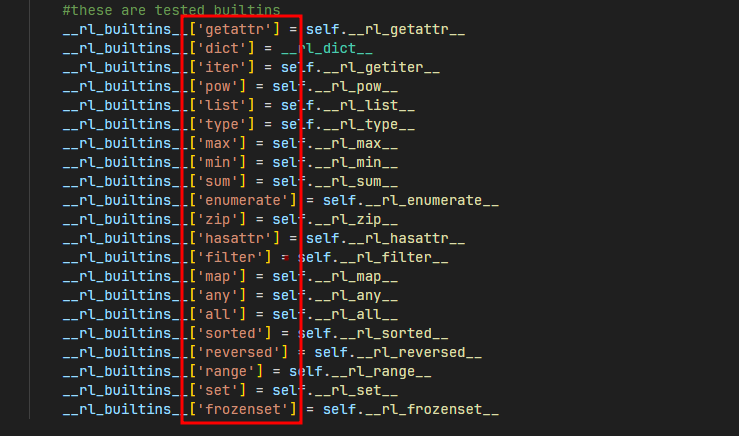 #these are tested builtins
__rl_builtins__['getattr'] = self.__rl_getattr__
__rl_builtins__['dict'] = __rl_dict__
__rl_builtins__['iter'] = self.__rl_getiter__
__rl_builtins__['pow'] = self.__rl_pow__
__rl_builtins__['list'] = self.__rl_list__
__rl_builtins__['type'] = self.__rl_type__
__rl_builtins__['max'] = self.__rl_max__
__rl_builtins__['min'] = self.__rl_min__
__rl_builtins__['sum'] = self.__rl_sum__
__rl_builtins__['enumerate'] = self.__rl_enumerate__
__rl_builtins__['zip'] = self.__rl_zip__
__rl_builtins__['hasattr'] = self.__rl_hasattr__
__rl_builtins__['filter'] = self.__rl_filter__
__rl_builtins__['map'] = self.__rl_map__
__rl_builtins__['any'] = self.__rl_any__
__rl_builtins__['all'] = self.__rl_all__
__rl_builtins__['sorted'] = self.__rl_sorted__
__rl_builtins__['reversed'] = self.__rl_reversed__
__rl_builtins__['range'] = self.__rl_range__
__rl_builtins__['set'] = self.__rl_set__
__rl_builtins__['frozenset'] = self.__rl_frozenset__